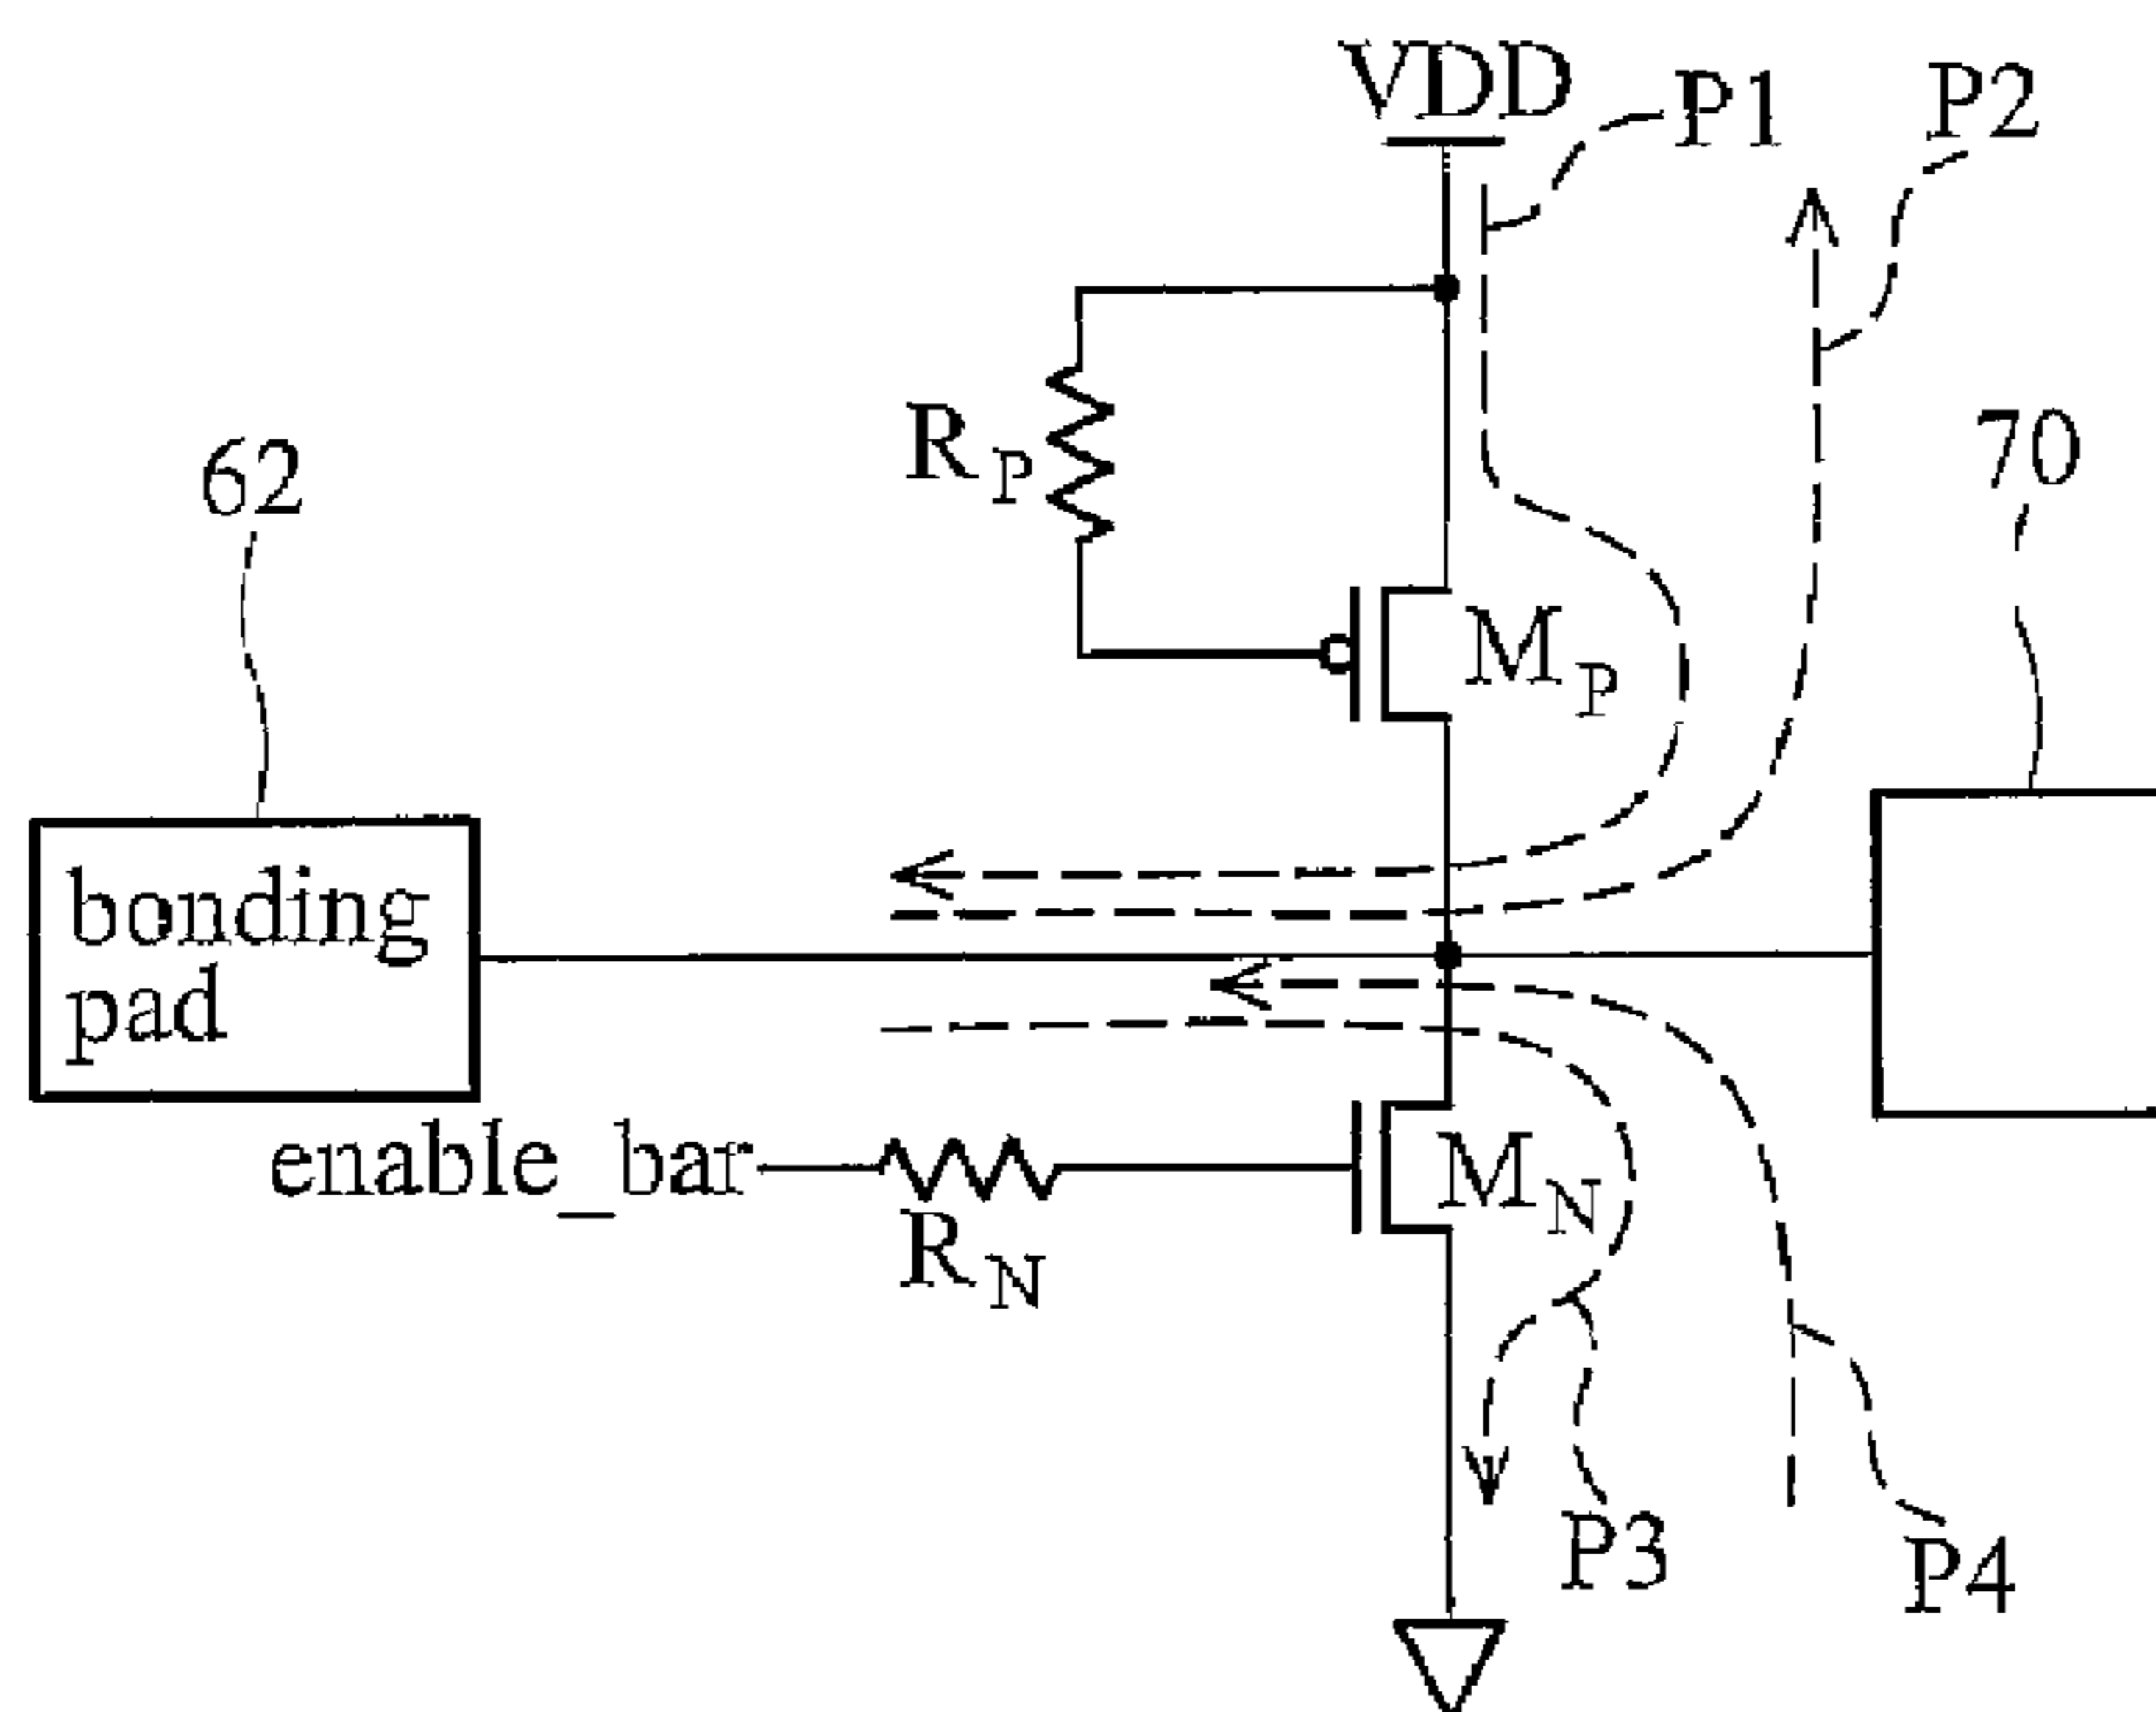 VDD
P1
P2
RP
62
70
MP
bonding
pad
enable_bar
RN
MN
P3
P4